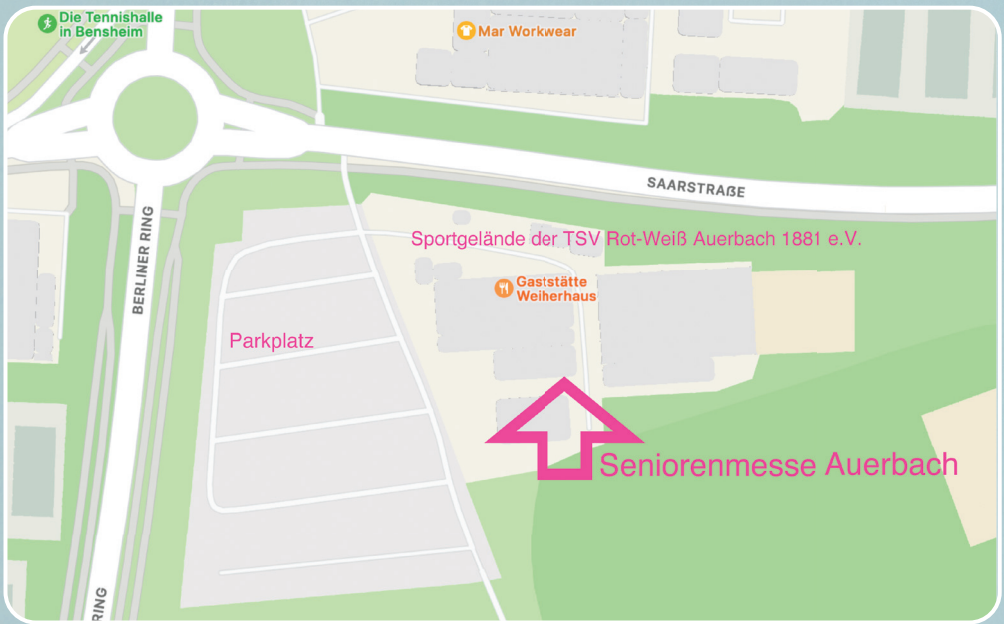 Die Tennishalle
in Bensheim
Mar Workwear
SAARSTRAẞE
BERLINER RING
Sportgelände der TSV Rot-Weiß Auerbach 1881 e.V.
Gaststätte
Weiherhaus
Parkplatz
Seniorenmesse Auerbach
RING